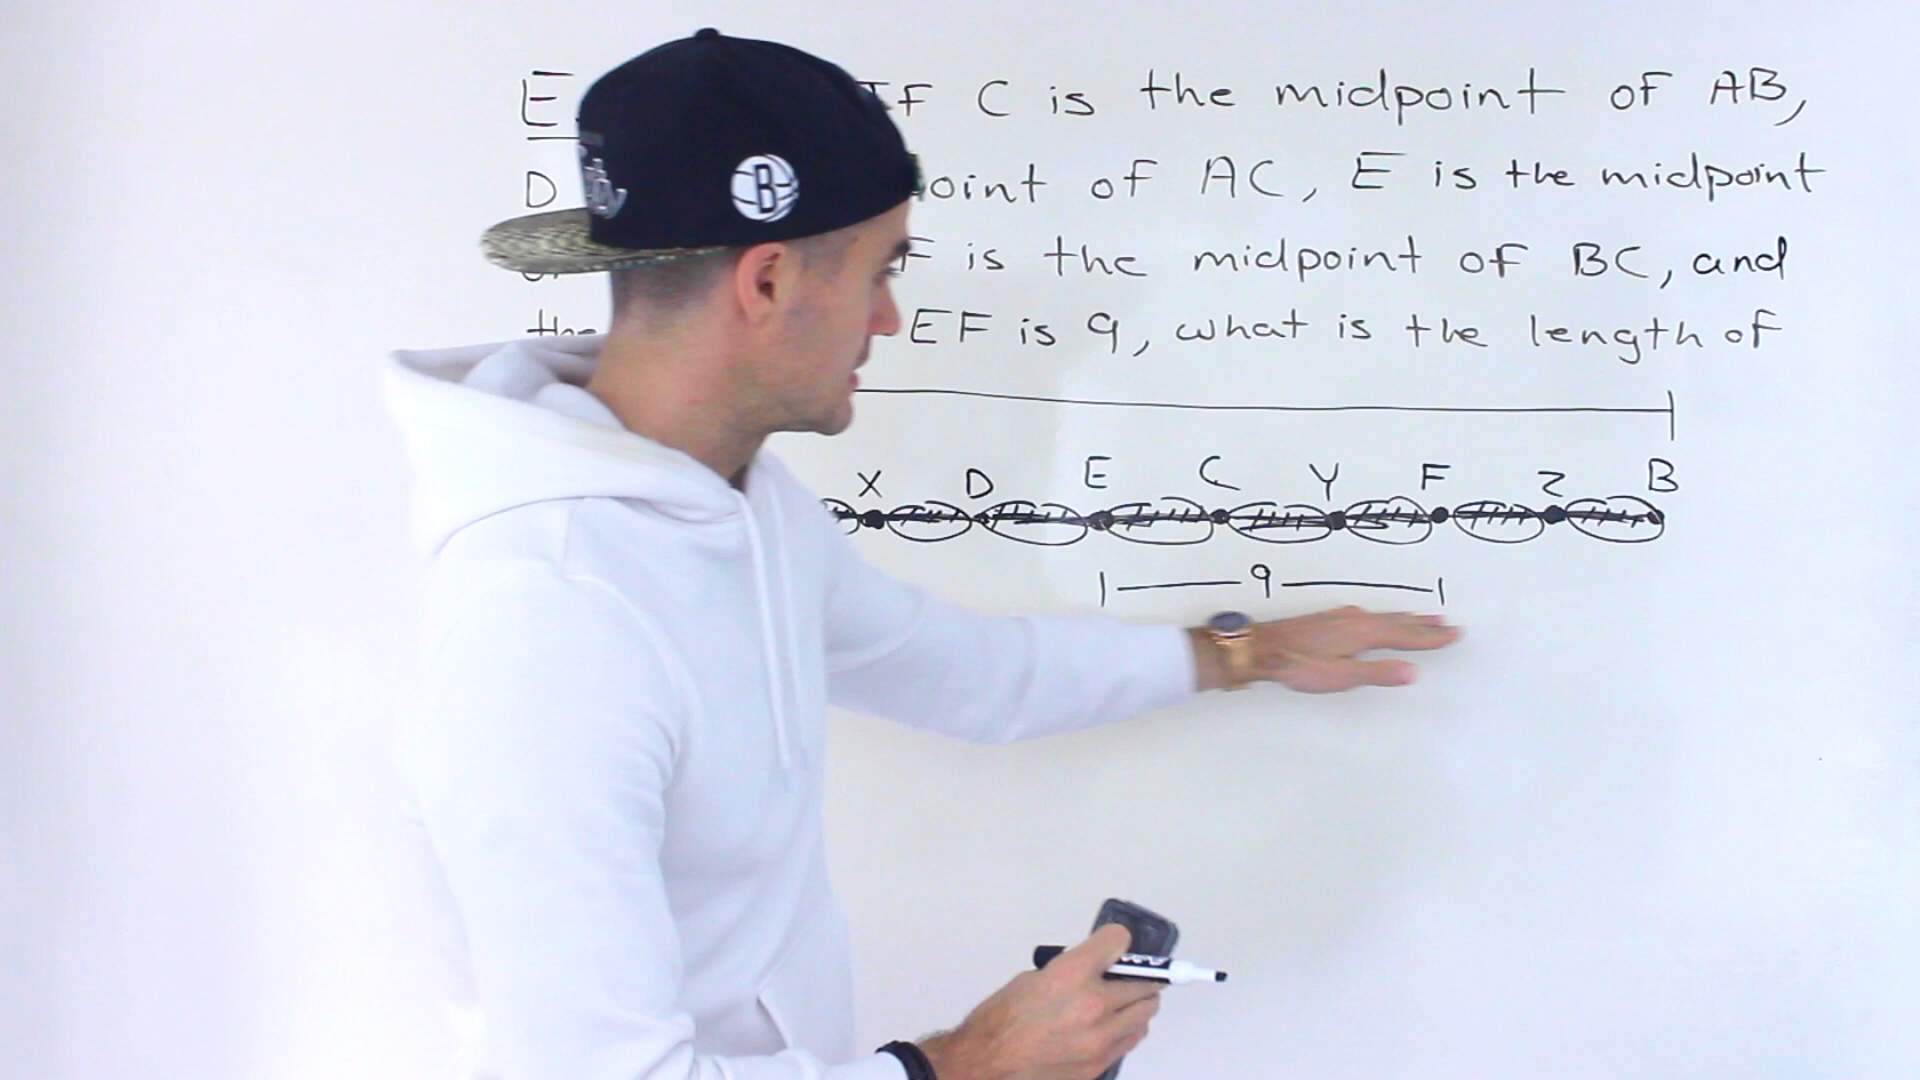 E IF C is the midpoint of AB,
D oint of AC, E is the midpoint
F is the midpoint of BC, and
the EF is 9, what is the length of
X D E C Y F Z B
9
B